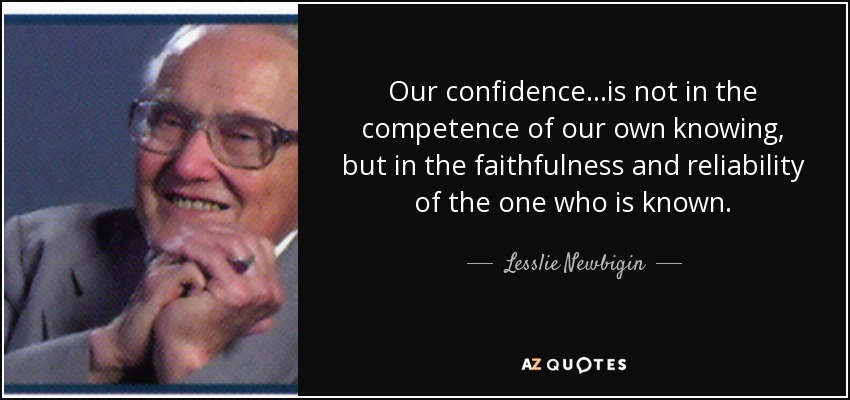 Our confidence...is not in the
competence of our own knowing,
but in the faithfulness and reliability
of the one who is known.
Lesslie Newbigin
AZ QUOTES